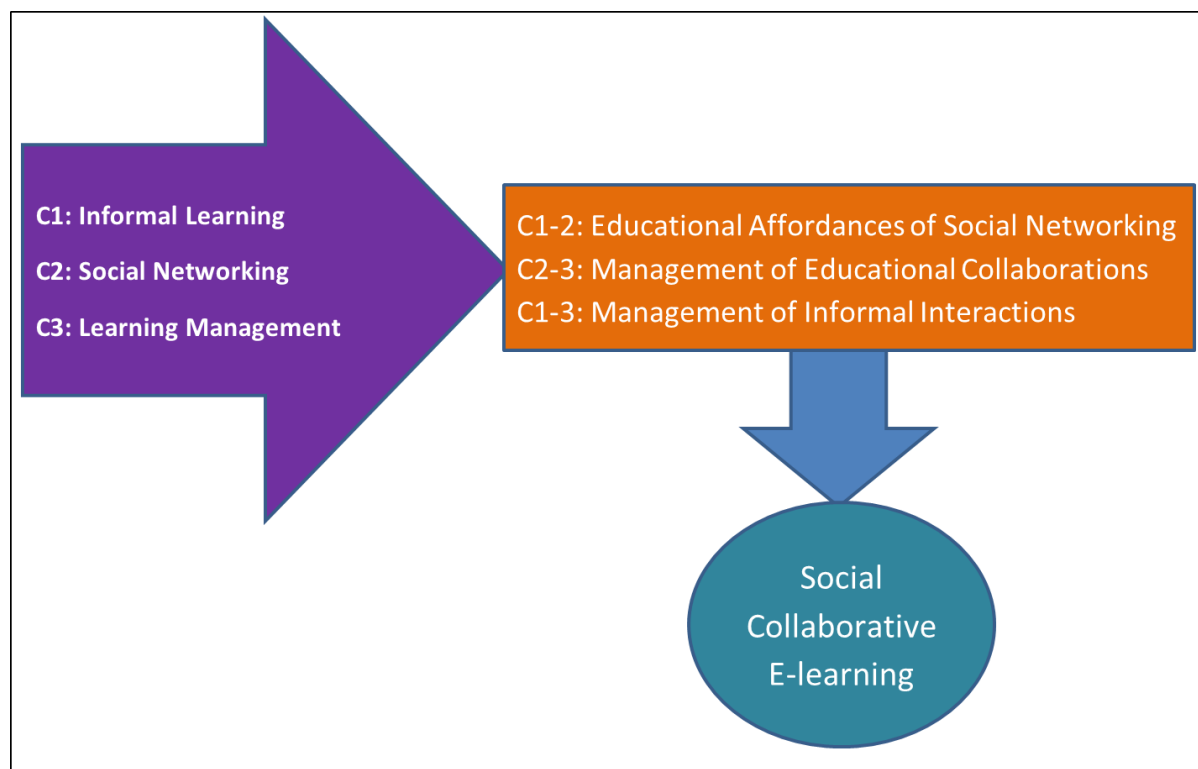 C1: Informal Learning
C2: Social Networking
C3: Learning Management
C1-2: Educational Affordances of Social Networking
C2-3: Management of Educational Collaborations
C1-3: Management of Informal Interactions
Social
Collaborative
E-learning